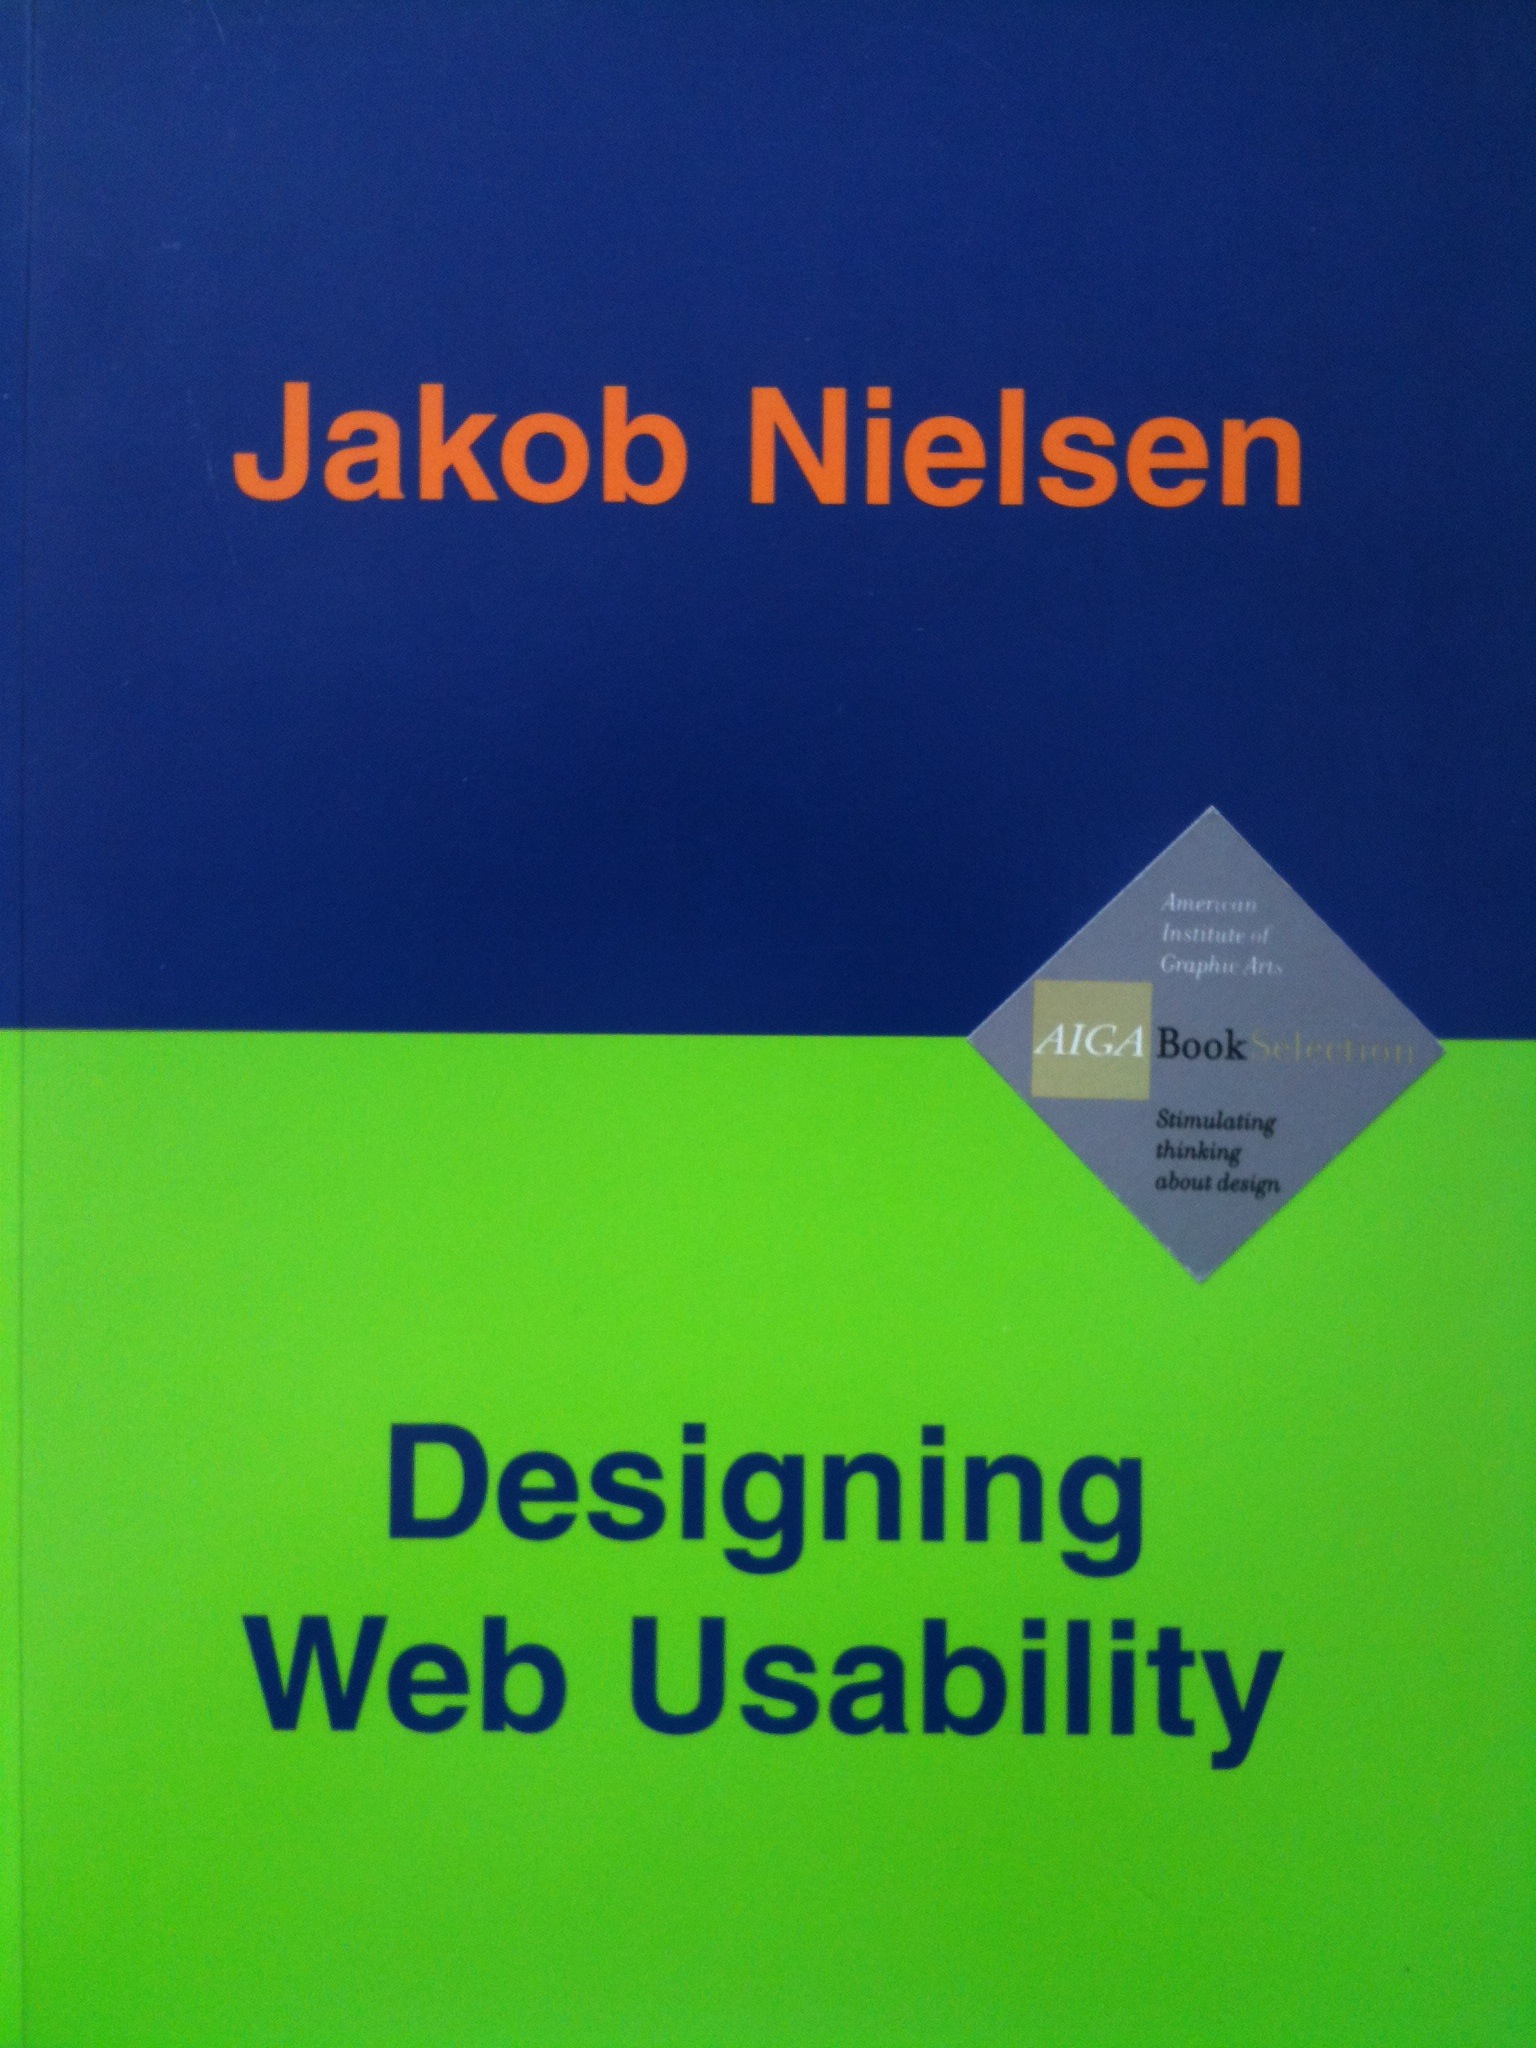 Jakob Nielsen
American
Institute of
Graphic Arts
AIGA Book Selection
Stimulating
thinking
about design
Designing
Web Usability